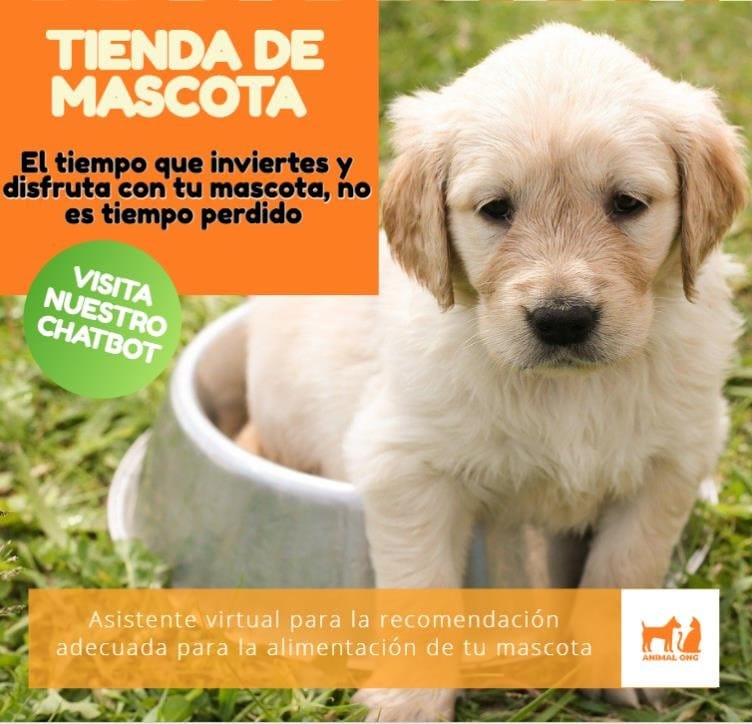 TIENDA DE
MASCOTA
El tiempo que inviertes y
disfruta con tu mascota, no
es tiempo perdido
VISITA
NUESTRO
CHATBOT
Asistente virtual para la recomendación
adecuada para la alimentación de tu mascota
ANIMAL ONG